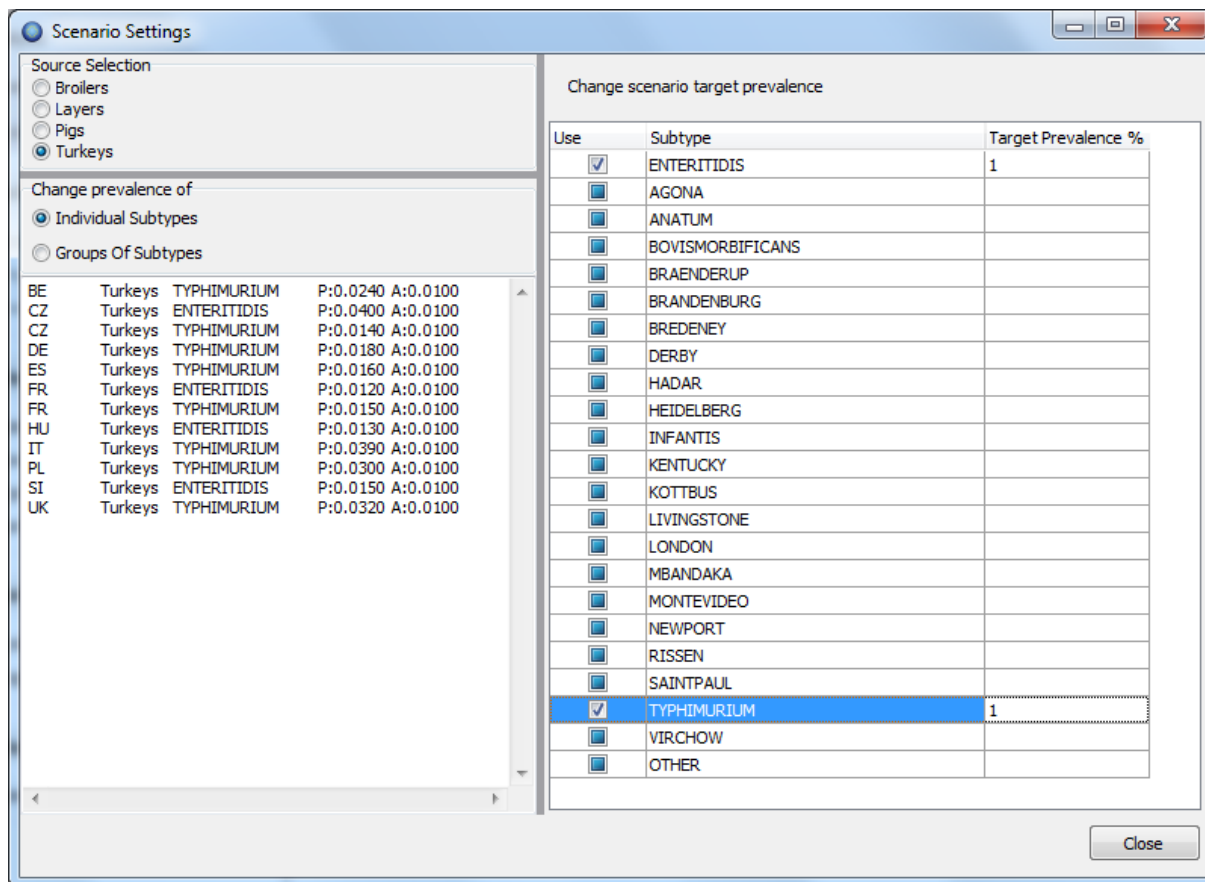 Scenario Settings
Source Selection
Broilers
Layers
Pigs
Turkeys
Change prevalence of
Individual Subtypes
Groups Of Subtypes
BE Turkeys TYPHIMURIUM P:0.0240 A:0.0100
CZ Turkeys ENTERITIDIS P:0.0400 A:0.0100
CZ Turkeys TYPHIMURIUM P:0.0140 A:0.0100
DE Turkeys TYPHIMURIUM P:0.0180 A:0.0100
ES Turkeys TYPHIMURIUM P:0.0160 A:0.0100
FR Turkeys ENTERITIDIS P:0.0120 A:0.0100
FR Turkeys TYPHIMURIUM P:0.0150 A:0.0100
HU Turkeys ENTERITIDIS P:0.0130 A:0.0100
IT Turkeys TYPHIMURIUM P:0.0390 A:0.0100
PL Turkeys TYPHIMURIUM P:0.0300 A:0.0100
SI Turkeys ENTERITIDIS P:0.0150 A:0.0100
UK Turkeys TYPHIMURIUM P:0.0320 A:0.0100
Change scenario target prevalence
Use Subtype Target Prevalence %
ENTERITIDIS 1
AGONA
ANATUM
BOVISMORBIFICANS
BRAENDERUP
BRANDENBURG
BREDENEY
DERBY
HADAR
HEIDELBERG
INFANTIS
KENTUCKY
KOTTBUS
LIVINGSTONE
LONDON
MBANDAKA
MONTEVIDEO
NEWPORT
RISSEN
SAINTPAUL
TYPHIMURIUM 1
VIRCHOW
OTHER
Close